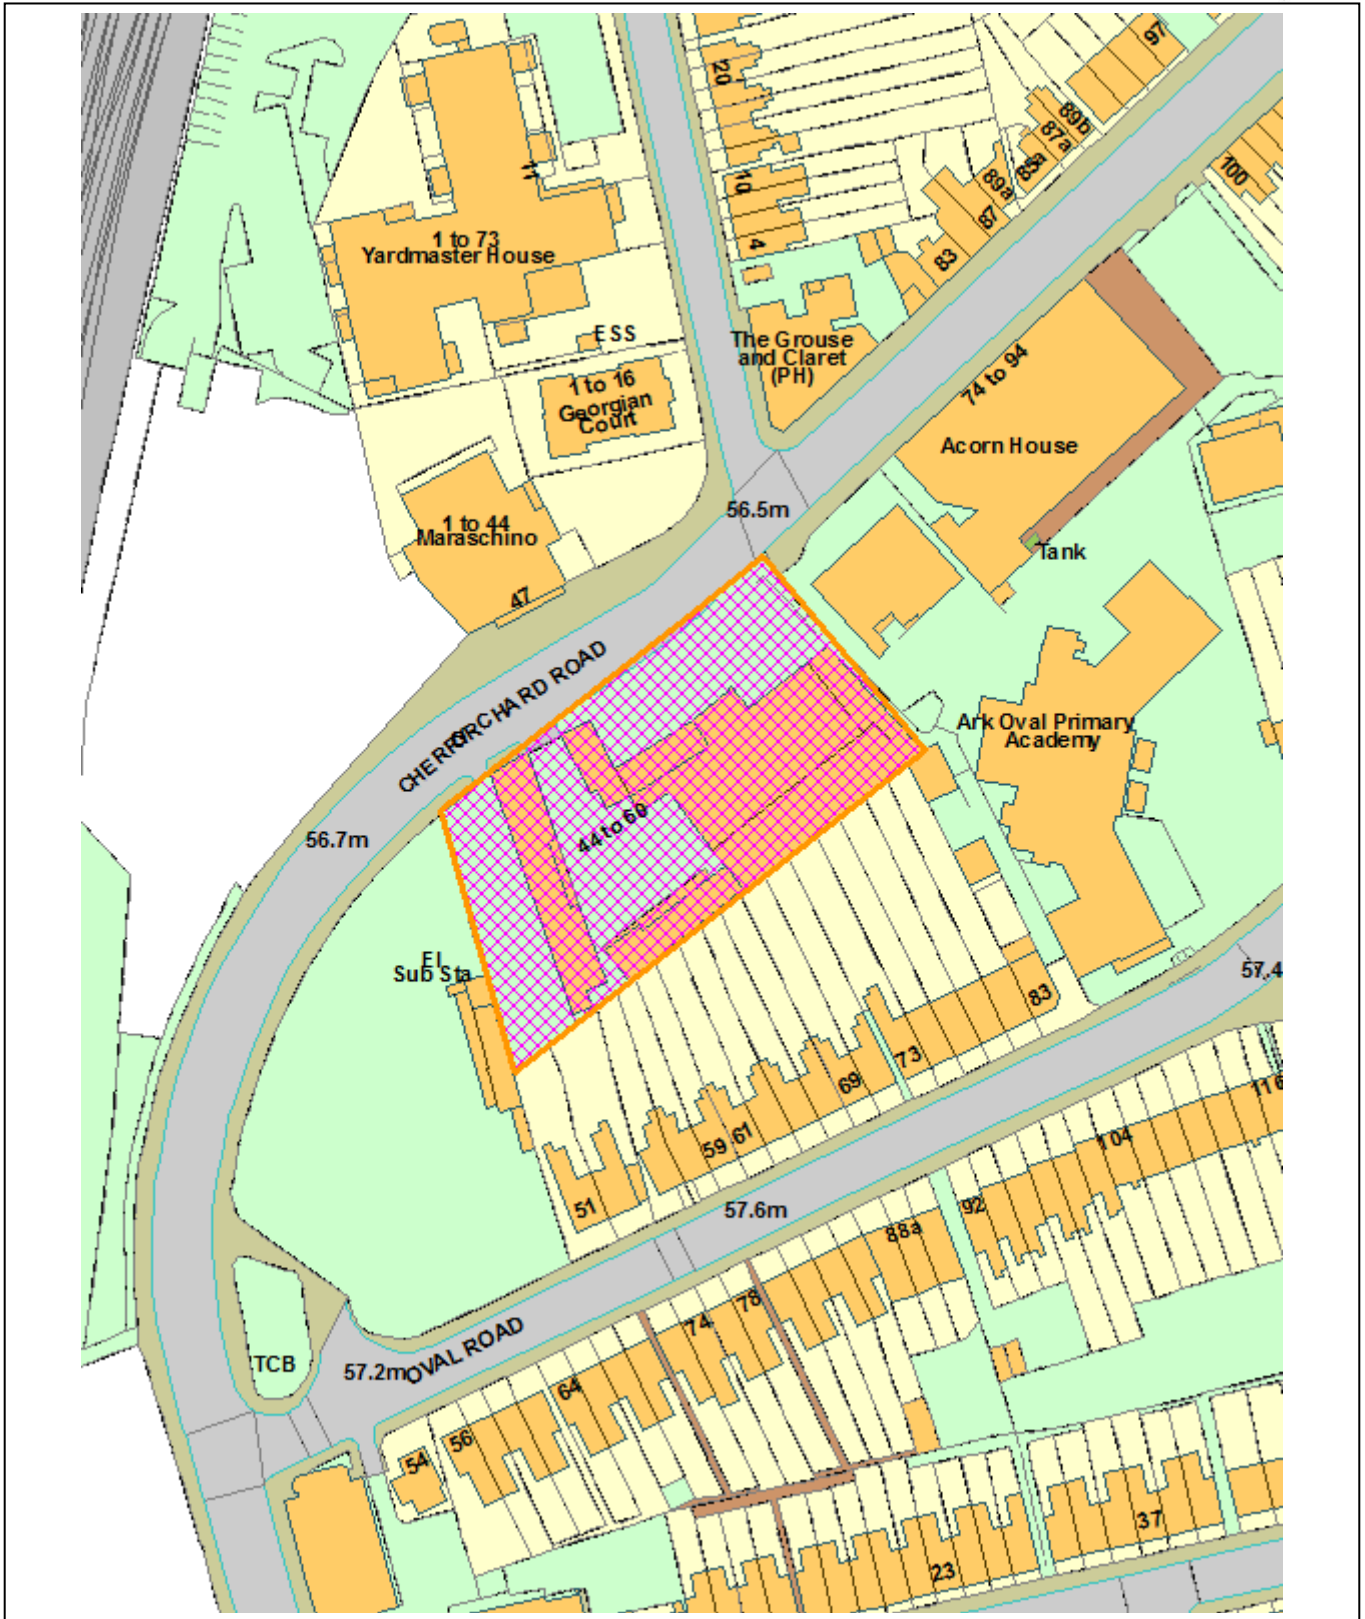 97
20
89b
87a
85a
100
11
10
89a
87
4
83
1 to 73
Yardmaster House
ESS
The Grouse
and Claret
(PH)
74 to 94
1 to 16
Georgian
Court
Acorn House
56.5m
1 to 44
Maraschino
Tank
47
CHERRY ORCHARD ROAD
Ark Oval Primary
Academy
44 to 60
56.7m
El
Sub Sta
57.4
83
73
69
61
59
51
116
104
57.6m
92
88a
78
74
OVAL ROAD
TCB
57.2m
64
56
54
37
23